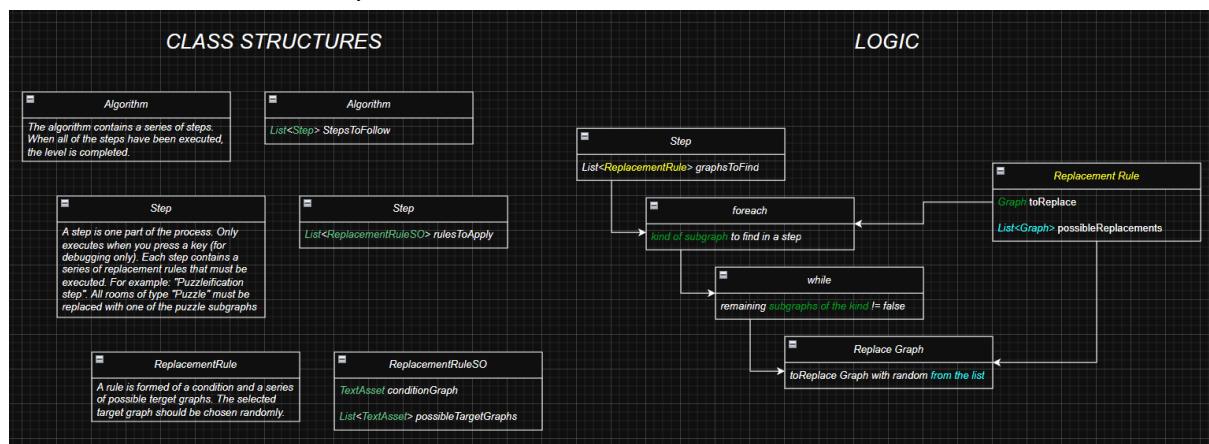 CLASS STRUCTURES
LOGIC
Algorithm
The algorithm contains a series of steps.
When all of the steps have been executed,
the level is completed.
Algorithm
List<Step> StepsToFollow
Step
A step is one part of the process. Only
executes when you press a key (for
debugging only). Each step contains a
series of replacement rules that must be
executed. For example: "Puzzleification
step". All rooms of type "Puzzle" must be
replaced with one of the puzzle subgraphs
Step
List<ReplacementRuleSO> rulesToApply
ReplacementRule
A rule is formed of a condition and a series
of possible terget graphs. The selected
target graph should be chosen randomly.
ReplacementRuleSO
TextAsset conditionGraph
List<TextAsset> possibleTargetGraphs
Step
List<ReplacementRule> graphsToFind
foreach
kind of subgraph to find in a step
while
remaining subgraphs of the kind != false
Replace Graph
toReplace Graph with random from the list
Replacement Rule
Graph toReplace
List<Graph> possibleReplacements